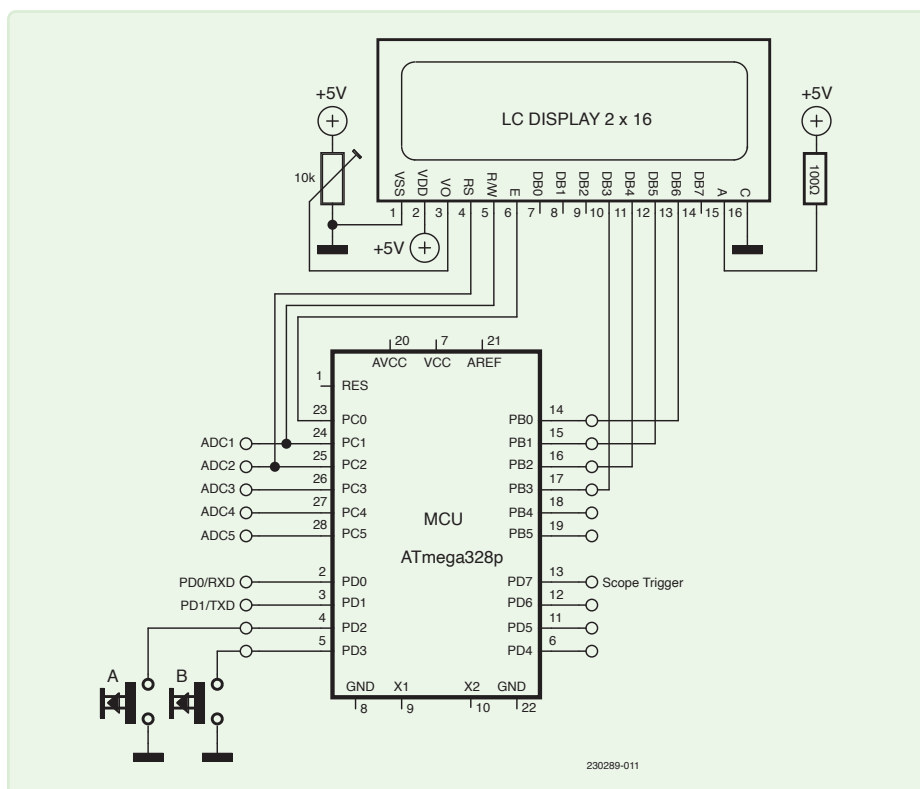 +5V
+5V
LC DISPLAY 2 x 16
10k
100Ω
VSS VDD VO RS R/W E DB0 DB1 DB2 DB3 DB4 DB5 DB6 DB7 A C
1 2 3 4 5 6 7 8 9 10 11 12 13 14 15 16
+5V
20 7 21
AVCC VCC AREF
1 RES
23 PC0 PB0 14
ADC1 24 PC1 PB1 15
ADC2 25 PC2 PB2 16
ADC3 26 PC3 PB3 17
ADC4 27 PC4 PB4 18
ADC5 28 PC5 PB5 19
MCU
ATmega328p
PD0/RXD 2 PD0 PD7 13 Scope Trigger
PD1/TXD 3 PD1 PD6 12
4 PD2 PD5 11
5 PD3 PD4 6
A B
GND X1 X2 GND
8 9 10 22
230289-011